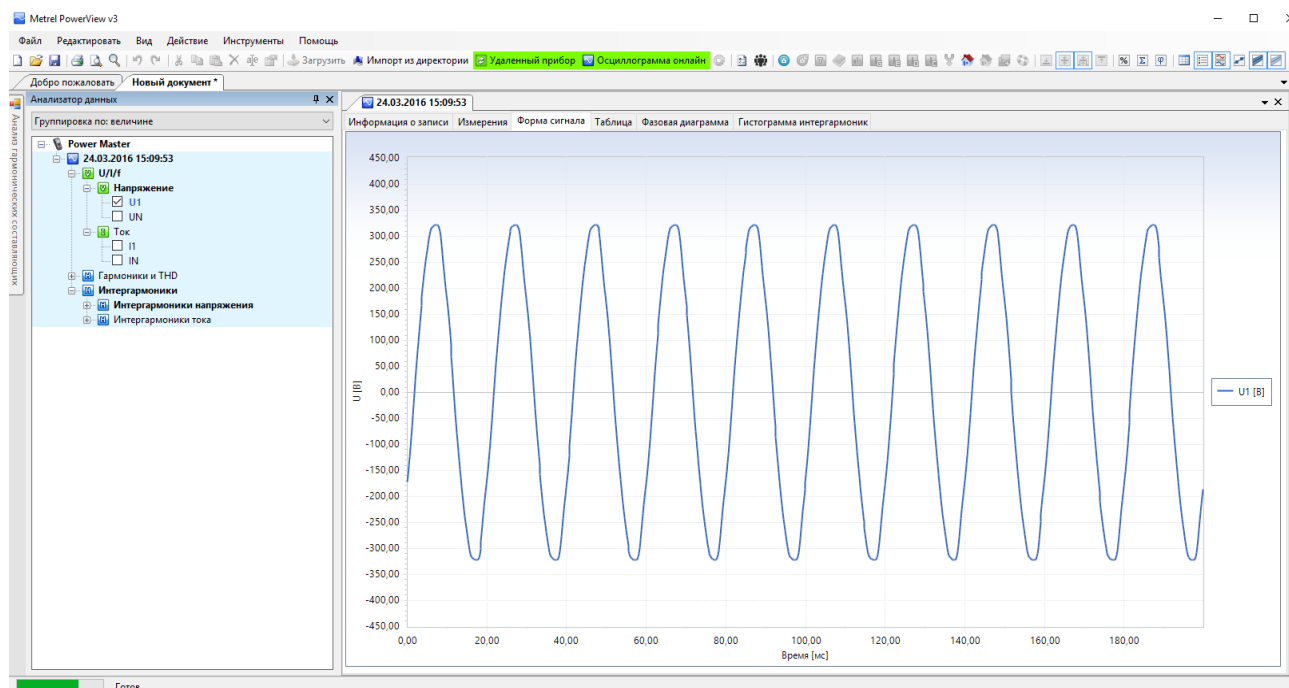 Metrel PowerView v3
Файл Редактировать Вид Действие Инструменты Помощь
Загрузить Импорт из директории Удаленный прибор Осциллограмма онлайн
Добро пожаловать Новый документ *
Анализатор данных
24.03.2016 15:09:53
Анализ гармонических составляющих
Группировка по: величине
Информация о записи Измерения Форма сигнала Таблица Фазовая диаграмма Гистограмма интергармоник
Power Master
24.03.2016 15:09:53
U/I/f
Напряжение
U1
UN
Ток
I1
IN
Гармоники и THD
Интергармоники
Интергармоники напряжения
Интергармоники тока
450,00
400,00
350,00
300,00
250,00
200,00
150,00
100,00
50,00
0,00
-50,00
-100,00
-150,00
-200,00
-250,00
-300,00
-350,00
-400,00
-450,00
U [В]
U1 [В]
0,00 20,00 40,00 60,00 80,00 100,00 120,00 140,00 160,00 180,00
Время [мс]
Готов